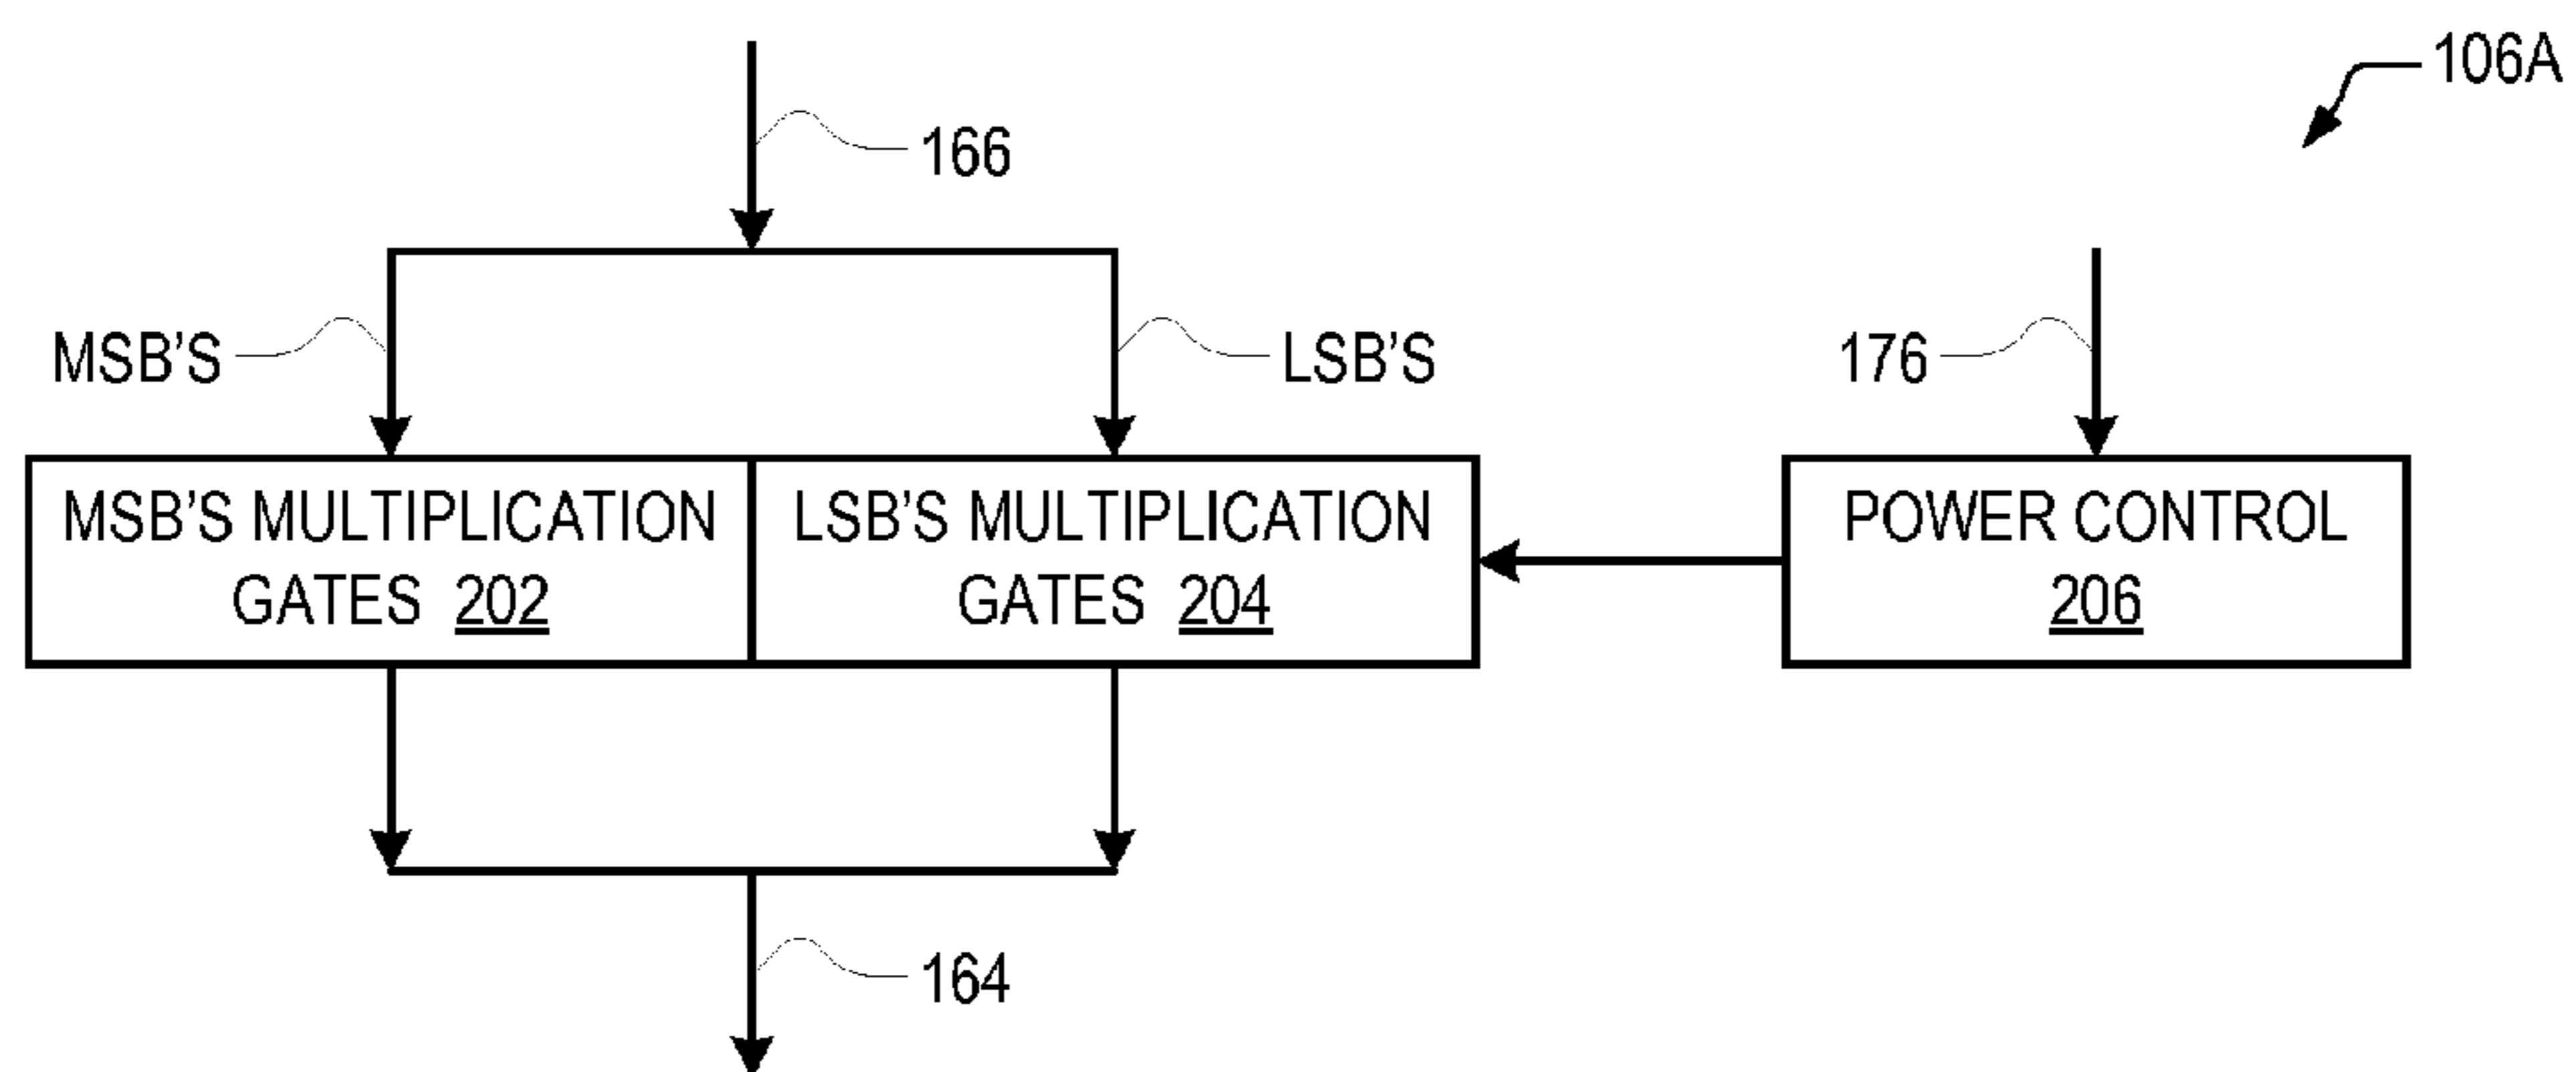 106A
166
MSB'S
LSB'S
176
MSB'S MULTIPLICATION
GATES 202
LSB'S MULTIPLICATION
GATES 204
POWER CONTROL
206
164